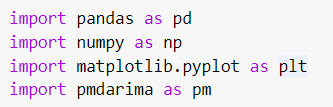 import pandas as pd
import numpy as np
import matplotlib.pyplot as plt
import pmdarima as pm